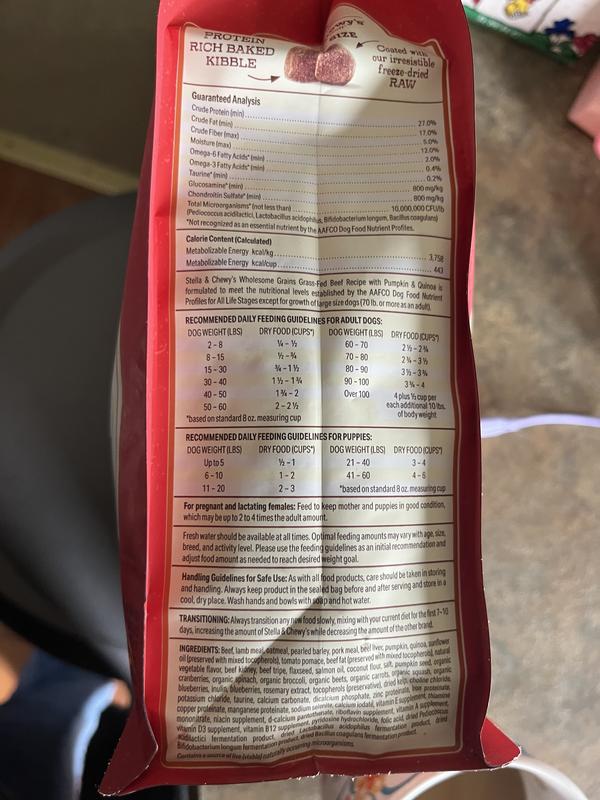 PROTEIN
RICH BAKED
KIBBLE
SIZE
Coated with
our irresistible
freeze-dried
RAW
Guaranteed Analysis
Crude Protein (min) 27.0%
Crude Fat (min) 17.0%
Crude Fiber (max) 5.0%
Moisture (max) 12.0%
Omega-6 Fatty Acids* (min) 2.0%
Omega-3 Fatty Acids* (min) 0.4%
Taurine* (min) 0.2%
Glucosamine* (min) 800 mg/kg
Chondroitin Sulfate* (min) 800 mg/kg
Total Microorganisms* (not less than) 10,000,000 CFU/lb
(Pediococcus acidilactici, Lactobacillus acidophilus, Bifidobacterium longum, Bacillus coagulans)
*Not recognized as an essential nutrient by the AAFCO Dog Food Nutrient Profiles.
Calorie Content (Calculated)
Metabolizable Energy kcal/kg 3,758
Metabolizable Energy kcal/cup 443
Stella & Chewy's Wholesome Grains Grass-Fed Beef Recipe with Pumpkin & Quinoa is
formulated to meet the nutritional levels established by the AAFCO Dog Food Nutrient
Profiles for All Life Stages except for growth of large size dogs (70 lb. or more as an adult).
RECOMMENDED DAILY FEEDING GUIDELINES FOR ADULT DOGS:
DOG WEIGHT (LBS) DRY FOOD (CUPS*) DOG WEIGHT (LBS) DRY FOOD (CUPS*)
2 - 8 ¼ - ½ 60 - 70 2 ½ - 2 ¾
8 - 15 ½ - ¾ 70 - 80 2 ¾ - 3 ½
15 - 30 ¾ - 1 ½ 80 - 90 3 ½ - 3 ¾
30 - 40 1 ½ - 1 ¾ 90 - 100 3 ¾ - 4
40 - 50 1 ¾ - 2 Over 100 4 plus ½ cup per
50 - 60 2 - 2 ½ each additional 10 lbs.
*based on standard 8 oz. measuring cup of body weight
RECOMMENDED DAILY FEEDING GUIDELINES FOR PUPPIES:
DOG WEIGHT (LBS) DRY FOOD (CUPS*) DOG WEIGHT (LBS) DRY FOOD (CUPS*)
Up to 5 ½ - 1 21 - 40 3 - 4
6 - 10 1 - 2 41 - 60 4 - 6
11 - 20 2 - 3 *based on standard 8 oz. measuring cup
For pregnant and lactating females: Feed to keep mother and puppies in good condition,
which may be up to 2 to 4 times the adult amount.
Fresh water should be available at all times. Optimal feeding amounts may vary with age, size,
breed, and activity level. Please use the feeding guidelines as an initial recommendation and
adjust food amount as needed to reach desired weight goal.
Handling Guidelines for Safe Use: As with all food products, care should be taken in storing
and handling. Always keep product in the sealed bag before and after serving and store in a
cool, dry place. Wash hands and bowls with soap and hot water.
TRANSITIONING: Always transition any new food slowly, mixing with your current diet for the first 7-10
days, increasing the amount of Stella & Chewy's while decreasing the amount of the other brand.
INGREDIENTS: Beef, lamb meal, oatmeal, pearled barley, pork meal, beef liver, pumpkin, quinoa, sunflower
oil (preserved with mixed tocopherols), tomato pomace, beef fat (preserved with mixed tocopherols), natural
vegetable flavor, beef kidney, beef tripe, flaxseed, salmon oil, coconut flour, salt, pumpkin seed, organic
cranberries, organic spinach, organic broccoli, organic beets, organic carrots, organic squash, organic
blueberries, inulin, blueberries, rosemary extract, tocopherols (preservative), dried kelp, choline chloride,
potassium chloride, taurine, calcium carbonate, dicalcium phosphate, zinc proteinate, iron proteinate,
copper proteinate, manganese proteinate, sodium selenite, calcium iodate, vitamin E supplement, thiamine
mononitrate, niacin supplement, d-calcium pantothenate, riboflavin supplement, vitamin A supplement,
vitamin D3 supplement, vitamin B12 supplement, pyridoxine hydrochloride, folic acid, dried Pediococcus
acidilactici fermentation product, dried Lactobacillus acidophilus fermentation product, dried
Bifidobacterium longum fermentation product, dried Bacillus coagulans fermentation product.
Contains a source of live (viable) naturally occurring microorganisms.